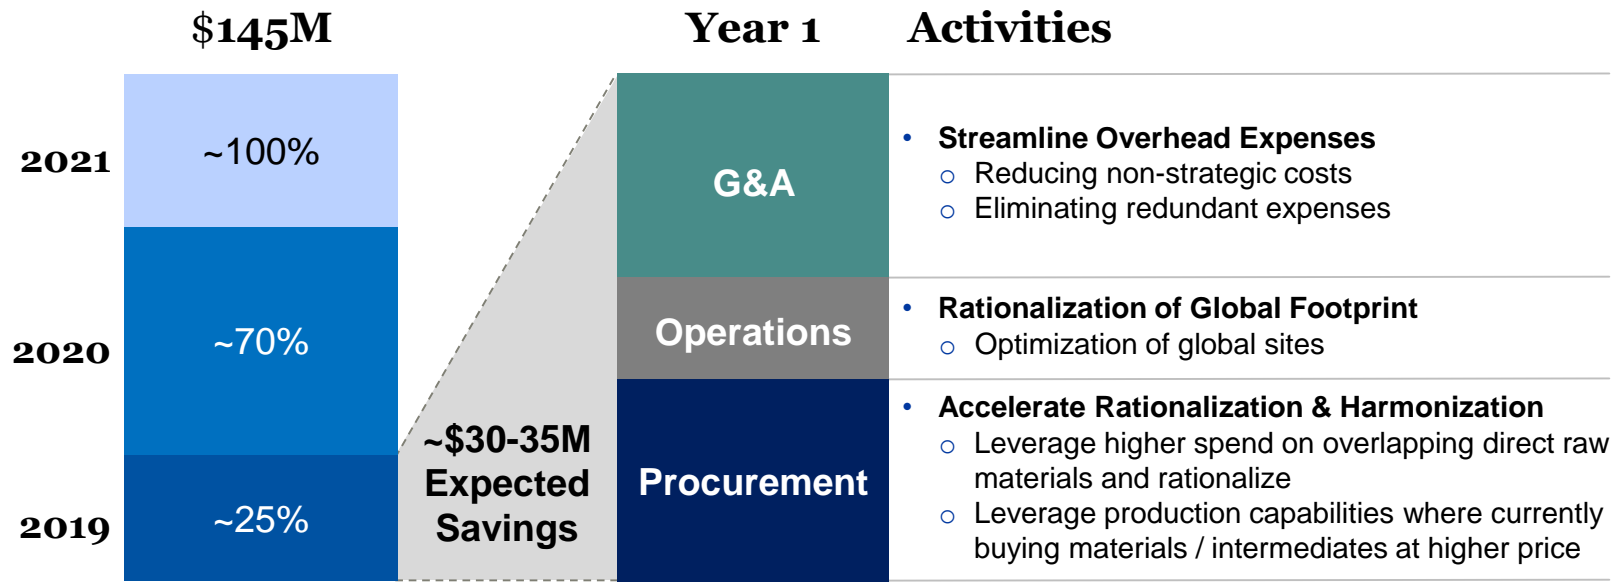 $145M
Year 1
Activities
2021
~100%
2020
~70%
2019
~25%
~$30-35M
Expected
Savings
G&A
Operations
Procurement
• Streamline Overhead Expenses
o Reducing non-strategic costs
o Eliminating redundant expenses
• Rationalization of Global Footprint
o Optimization of global sites
• Accelerate Rationalization & Harmonization
o Leverage higher spend on overlapping direct raw
materials and rationalize
o Leverage production capabilities where currently
buying materials / intermediates at higher price